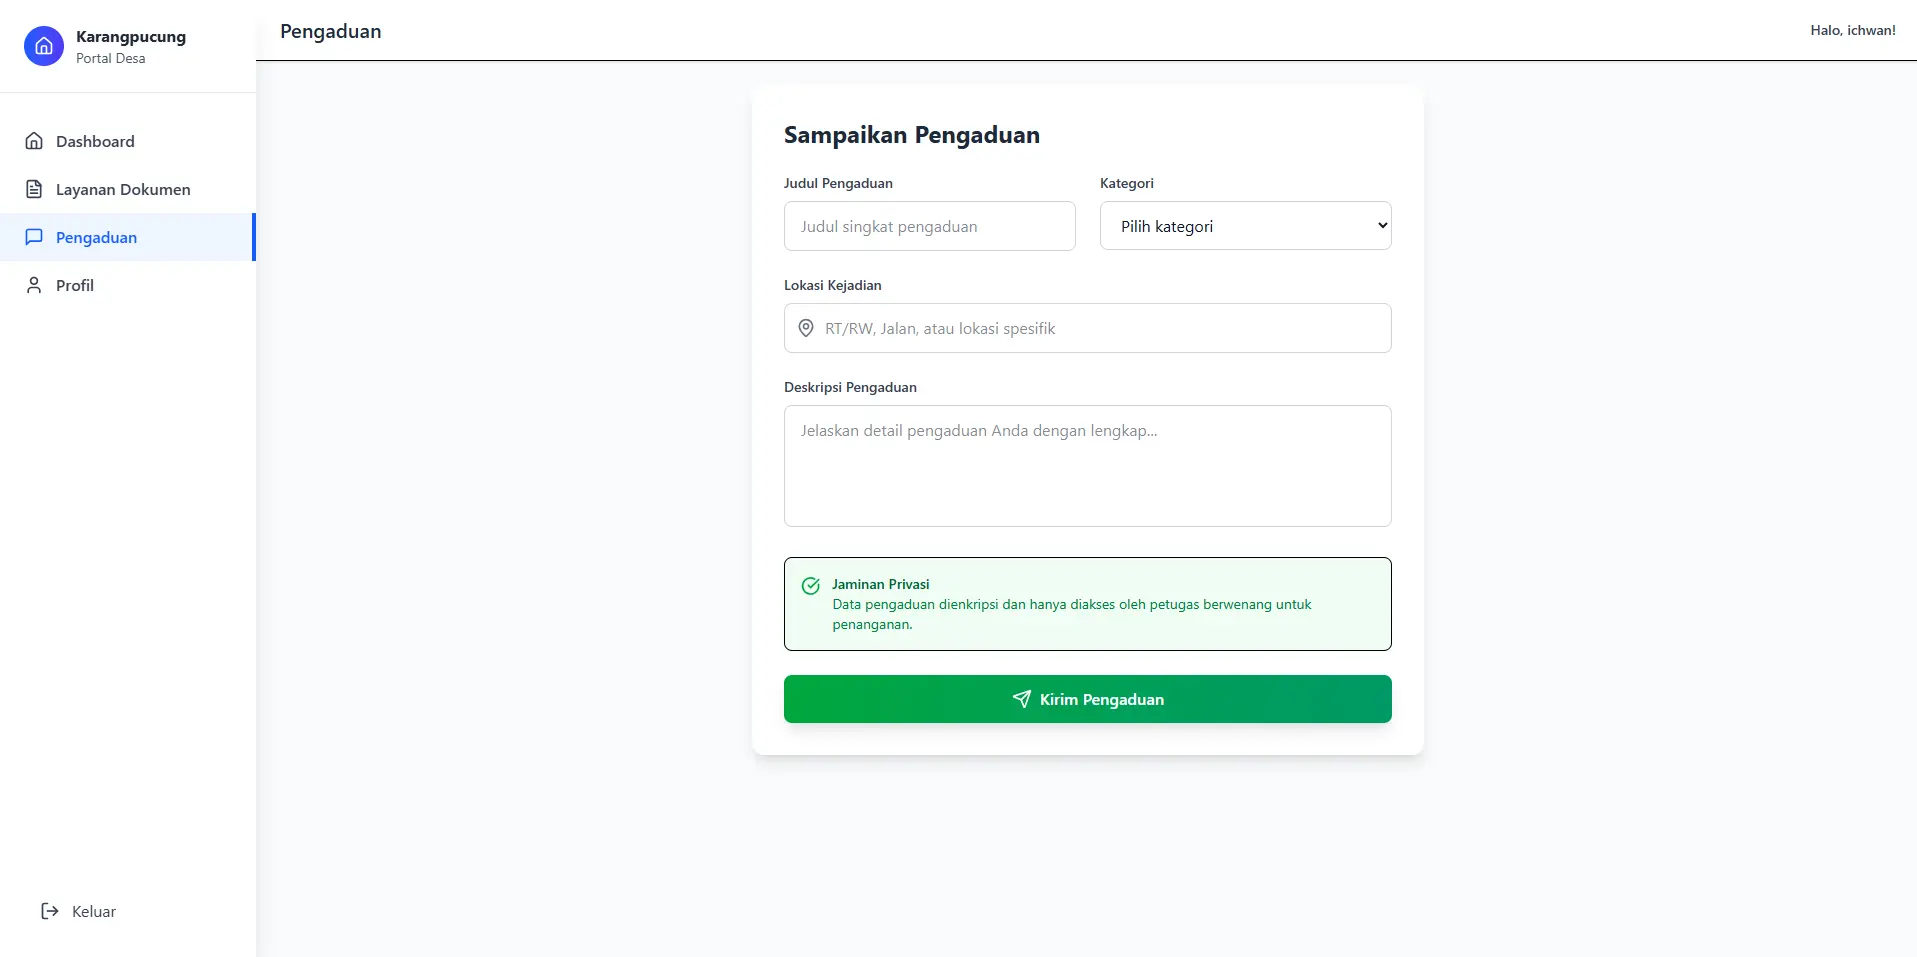 Karangpucung
Portal Desa
Dashboard
Layanan Dokumen
Pengaduan
Profil
Keluar
Pengaduan
Halo, ichwan!
Sampaikan Pengaduan
Judul Pengaduan
Judul singkat pengaduan
Kategori
Pilih kategori
Lokasi Kejadian
RT/RW, Jalan, atau lokasi spesifik
Deskripsi Pengaduan
Jelaskan detail pengaduan Anda dengan lengkap...
Jaminan Privasi
Data pengaduan dienkripsi dan hanya diakses oleh petugas berwenang untuk
penanganan.
Kirim Pengaduan